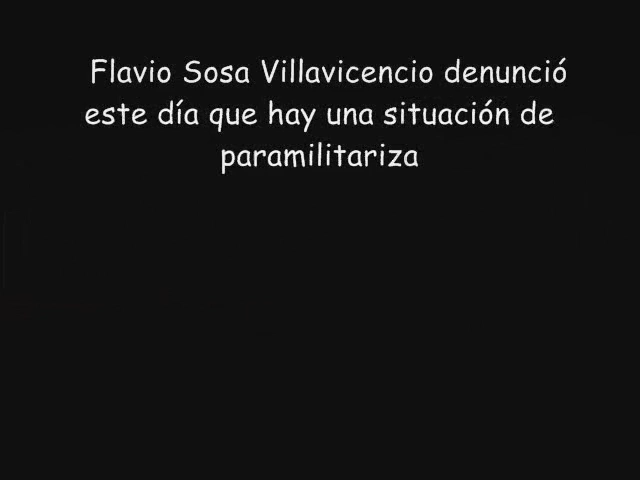 Flavio Sosa Villavicencio denunció
este día que hay una situación de
paramilitariza